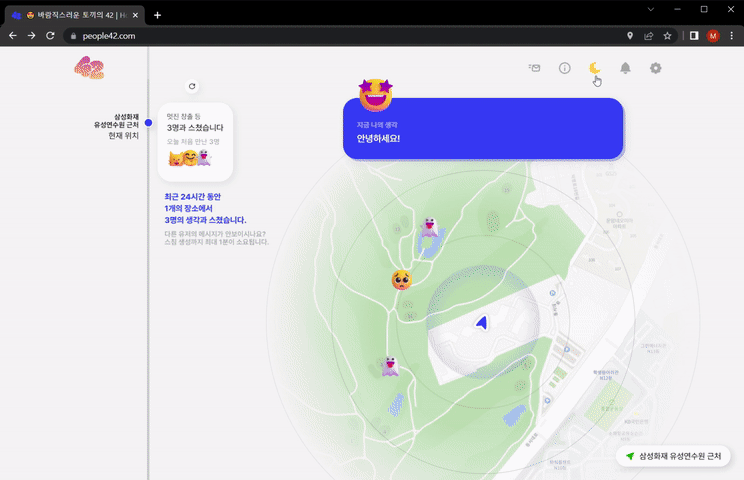 바람직스러운 토끼의 42 | H
people42.com
M
42
삼성화재
유성연수원 근처
현재 위치
멋진 장출 등
3명과 스쳤습니다
오늘 처음 만난 3명
지금 나의 생각
안녕하세요!
최근 24시간 동안
1개의 장소에서
3명의 생각과 스쳤습니다.
다른 유저의 메시지가 안보이시나요?
스침 생성까지 최대 1분이 소요됩니다.
삼성화재 유성연수원 근처